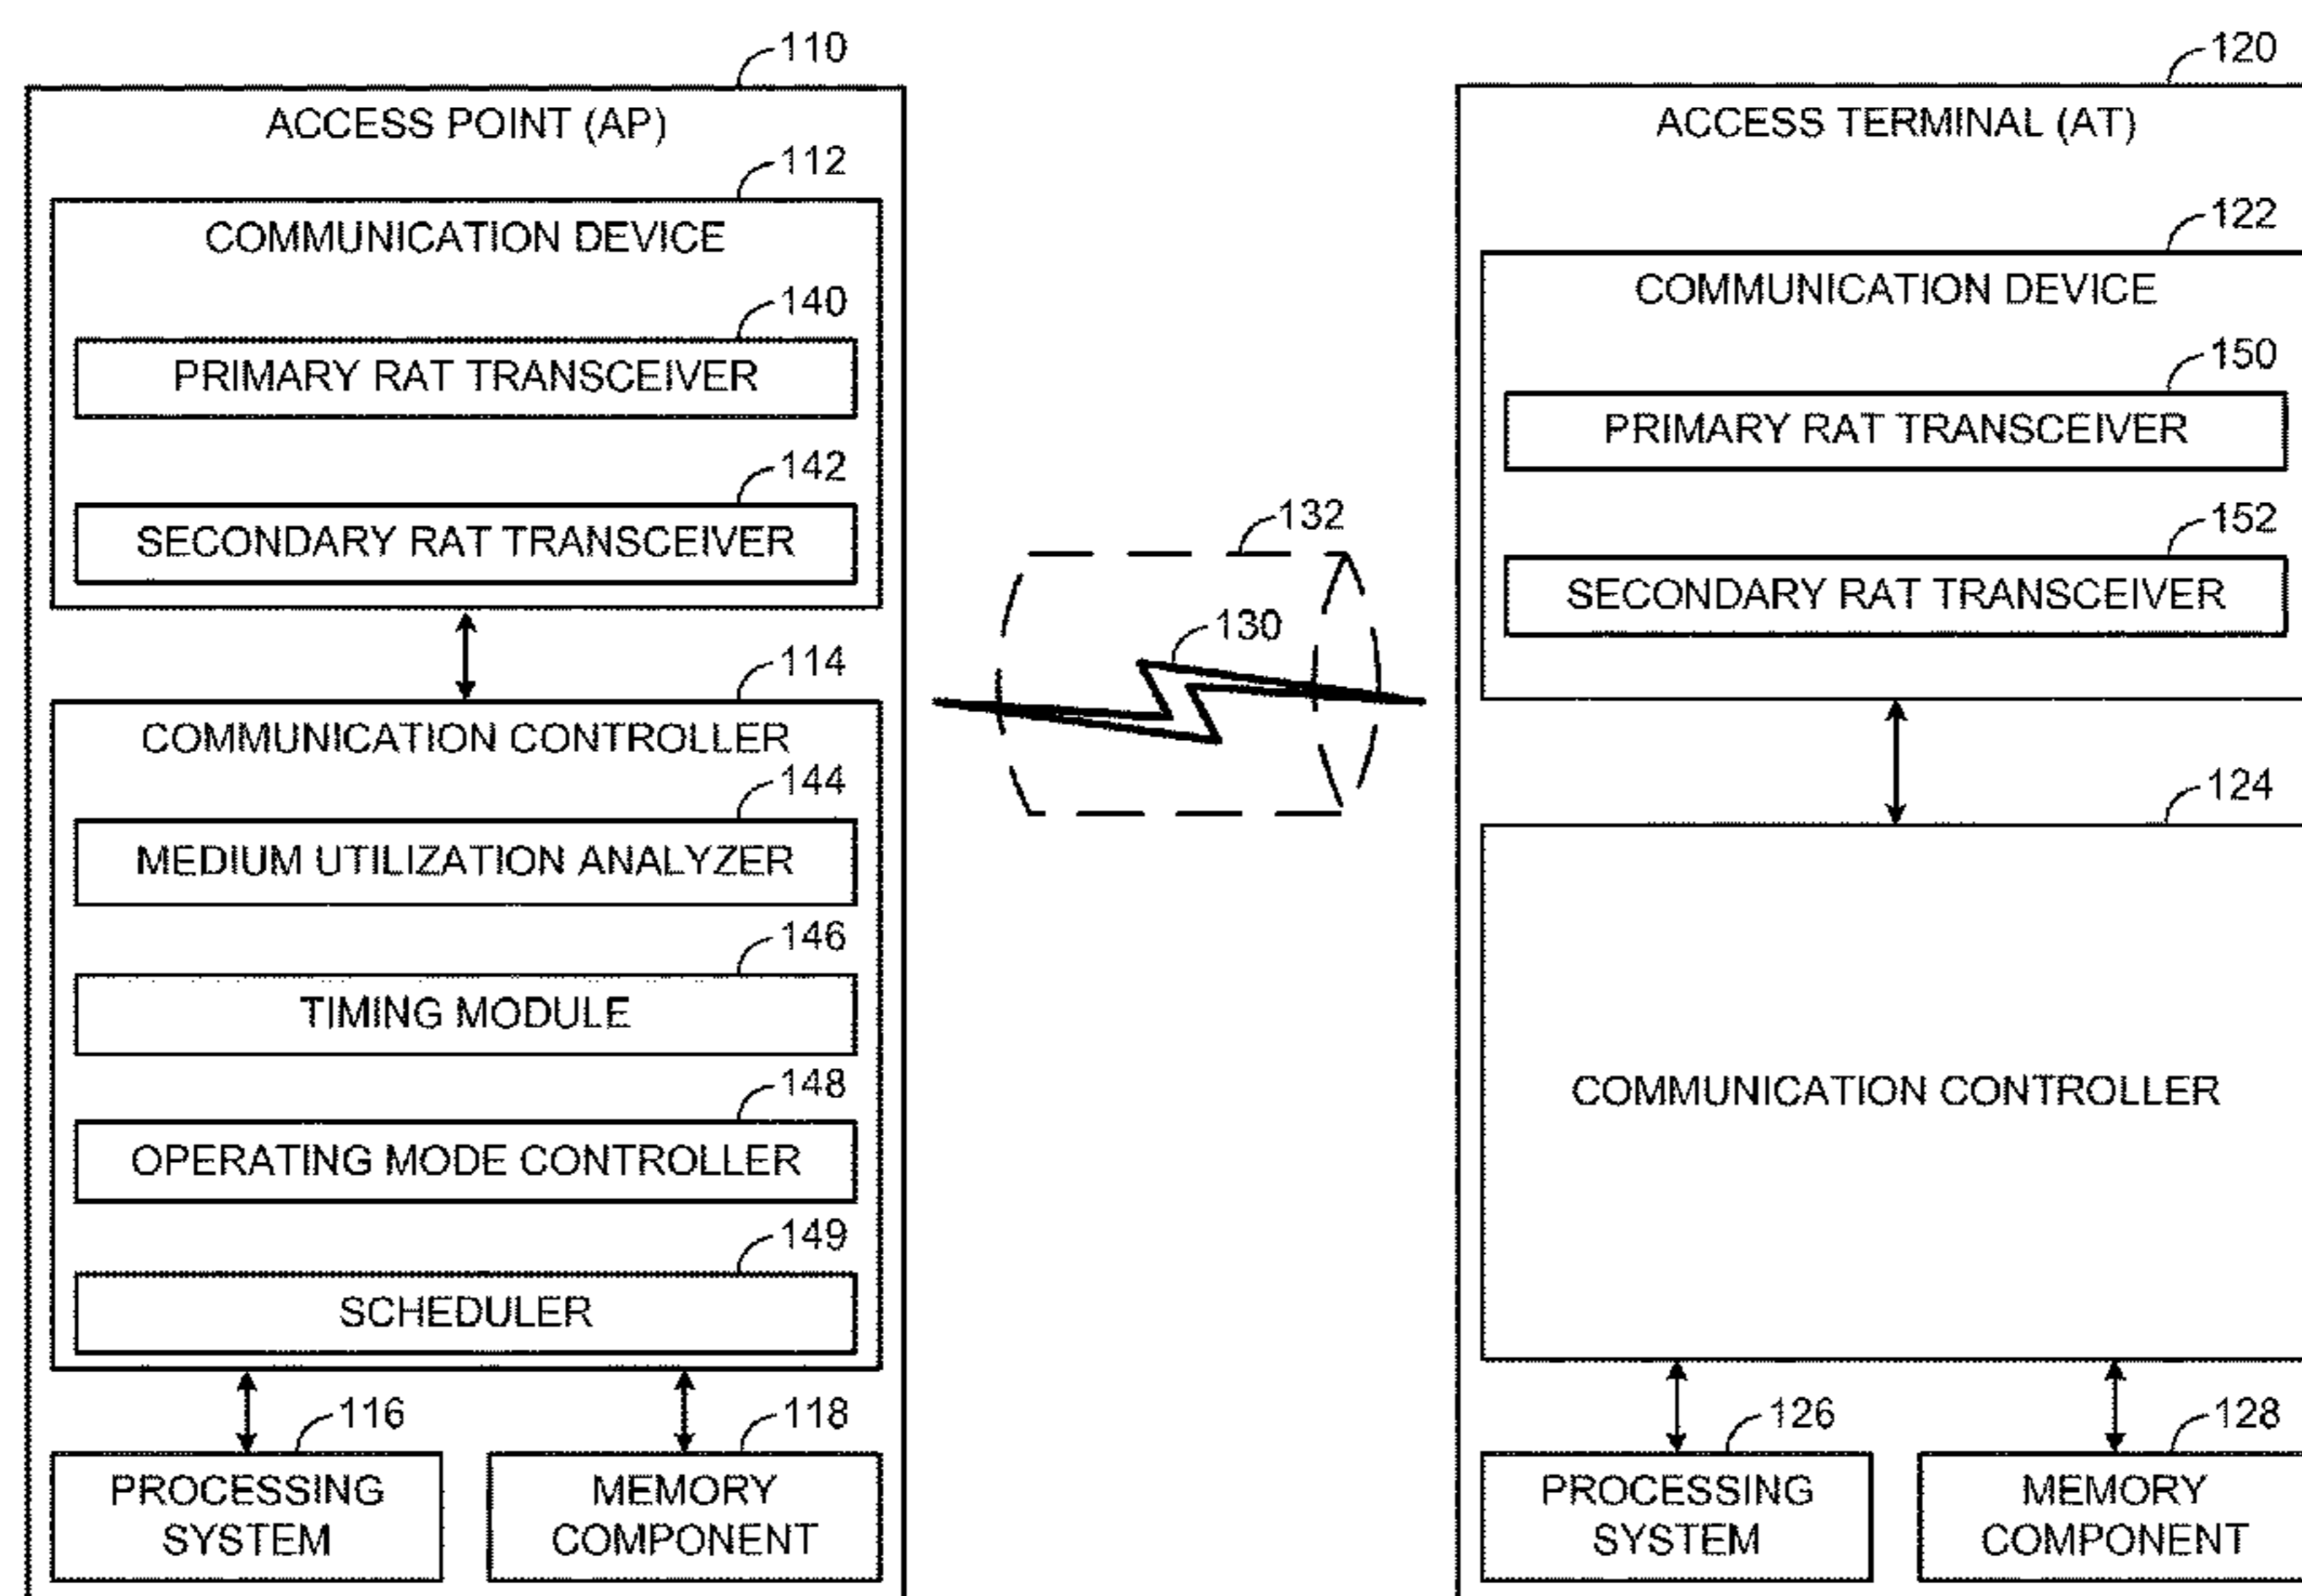 110
ACCESS POINT (AP)
112
COMMUNICATION DEVICE
140
PRIMARY RAT TRANSCEIVER
142
SECONDARY RAT TRANSCEIVER
114
COMMUNICATION CONTROLLER
144
MEDIUM UTILIZATION ANALYZER
146
TIMING MODULE
148
OPERATING MODE CONTROLLER
149
SCHEDULER
116
PROCESSING
SYSTEM
118
MEMORY
COMPONENT
132
130
120
ACCESS TERMINAL (AT)
122
COMMUNICATION DEVICE
150
PRIMARY RAT TRANSCEIVER
152
SECONDARY RAT TRANSCEIVER
124
COMMUNICATION CONTROLLER
126
PROCESSING
SYSTEM
128
MEMORY
COMPONENT